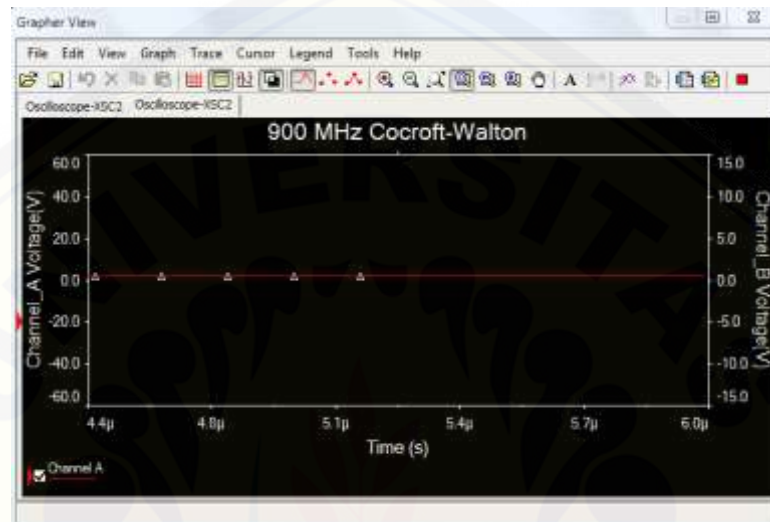 Grapher View
File Edit View Graph Trace Cursor Legend Tools Help
A
Oscilloscope-XSC2 Oscilloscope-XSC2
900 MHz Cocroft-Walton
60.0
40.0
20.0
0.0
-20.0
-40.0
-60.0
Channel_A Voltage(V)
15.0
10.0
5.0
0.0
-5.0
-10.0
-15.0
Channel_B Voltage(V)
4.4µ 4.8µ 5.1µ 5.4µ 5.7µ 6.0µ
Time (s)
Channel A
UNIVERSITAS